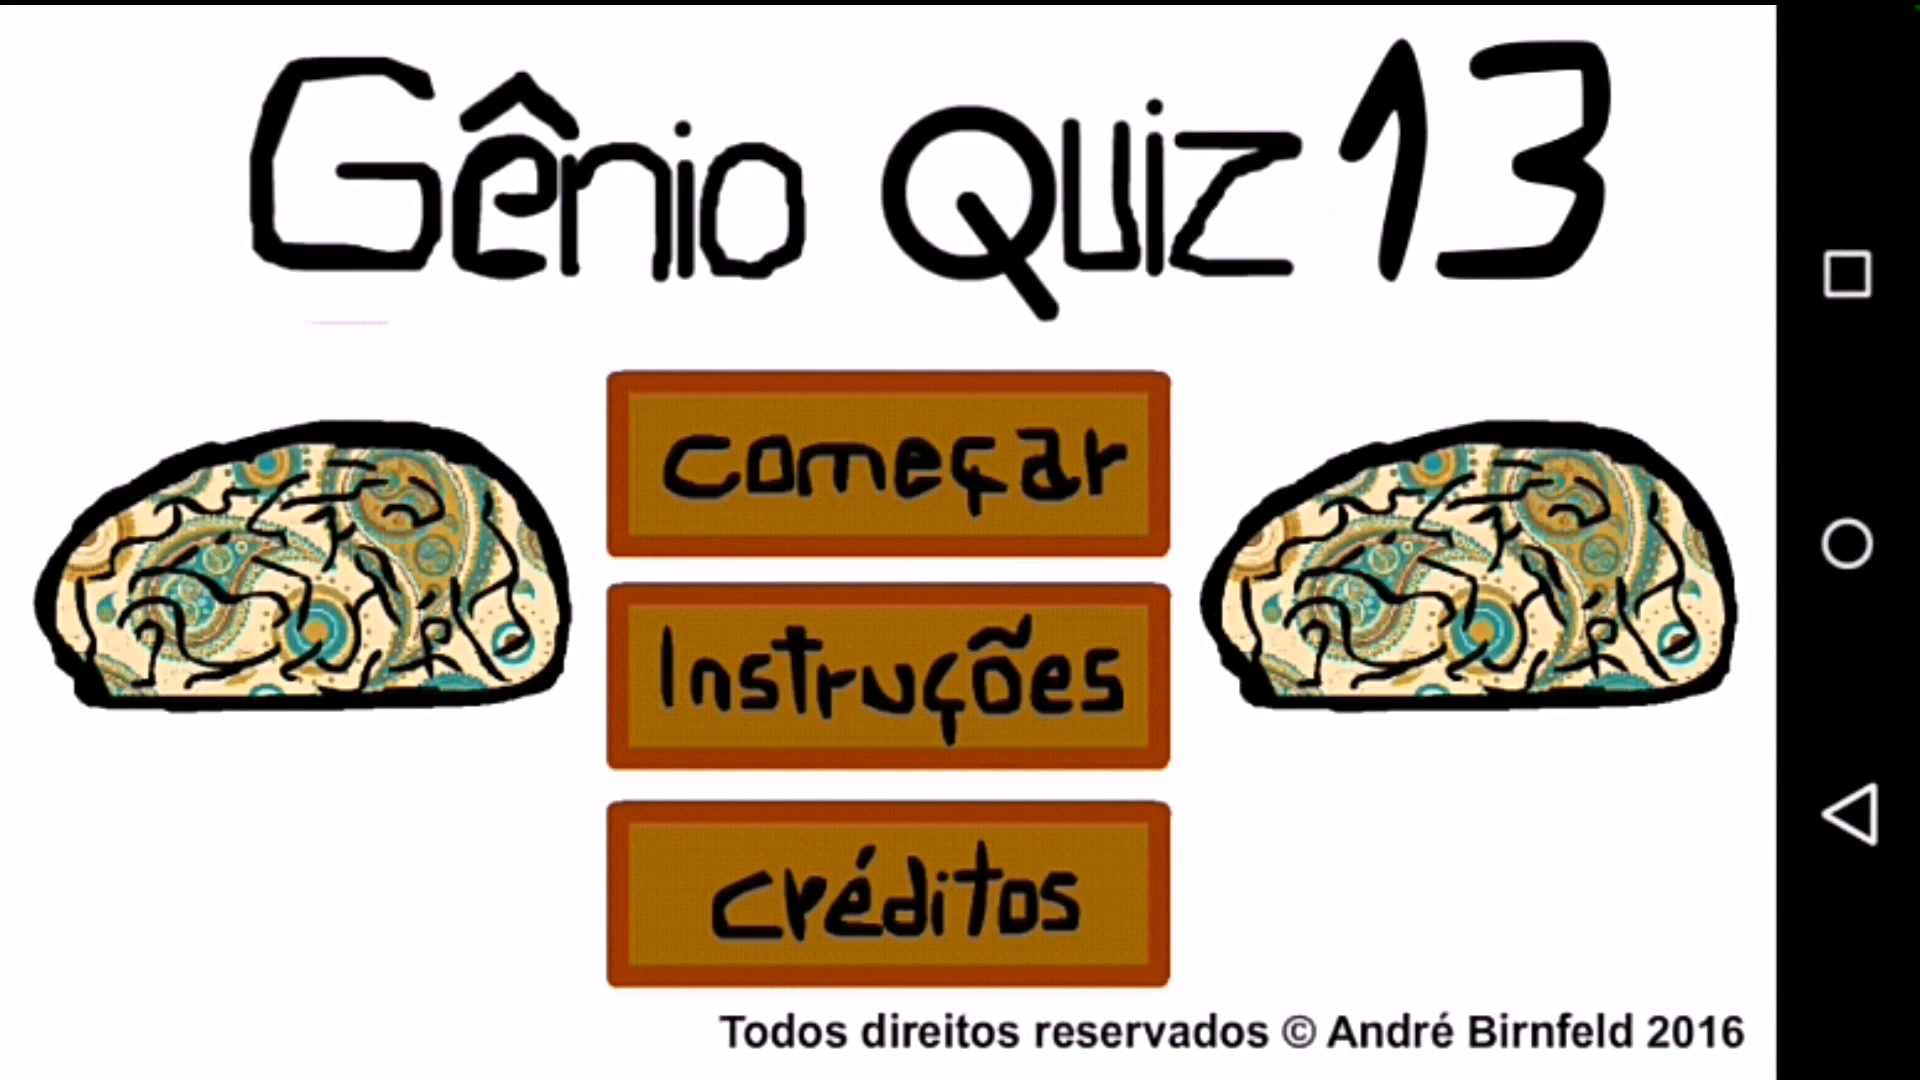 Gênio Quiz 13
começar
Instruções
créditos
Todos direitos reservados © André Birnfeld 2016